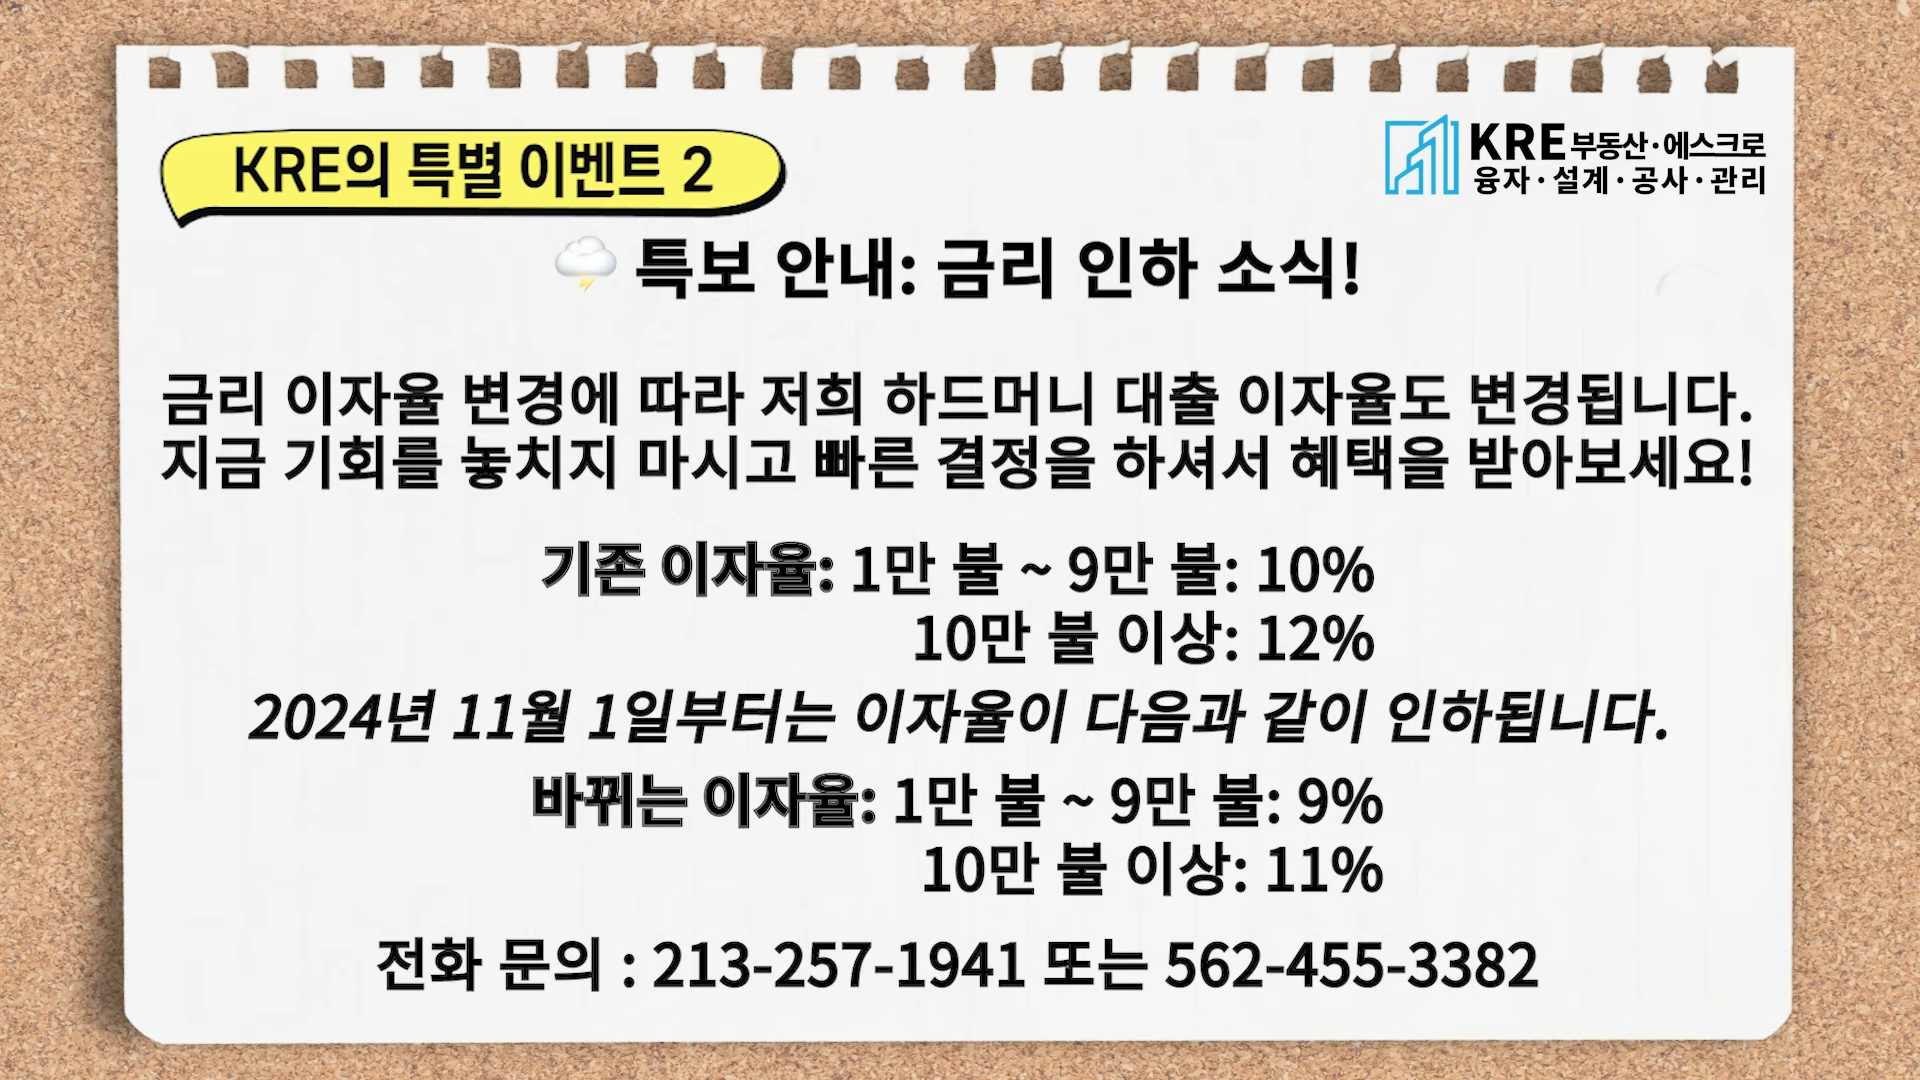 KRE의 특별 이벤트 2
KRE 부동산·에스크로
융자·설계·공사·관리
🌩️ 특보 안내: 금리 인하 소식!
금리 이자율 변경에 따라 저희 하드머니 대출 이자율도 변경됩니다.
지금 기회를 놓치지 마시고 빠른 결정을 하셔서 혜택을 받아보세요!
기존 이자율: 1만 불 ~ 9만 불: 10%
10만 불 이상: 12%
2024년 11월 1일부터는 이자율이 다음과 같이 인하됩니다.
바뀌는 이자율: 1만 불 ~ 9만 불: 9%
10만 불 이상: 11%
전화 문의 : 213-257-1941 또는 562-455-3382